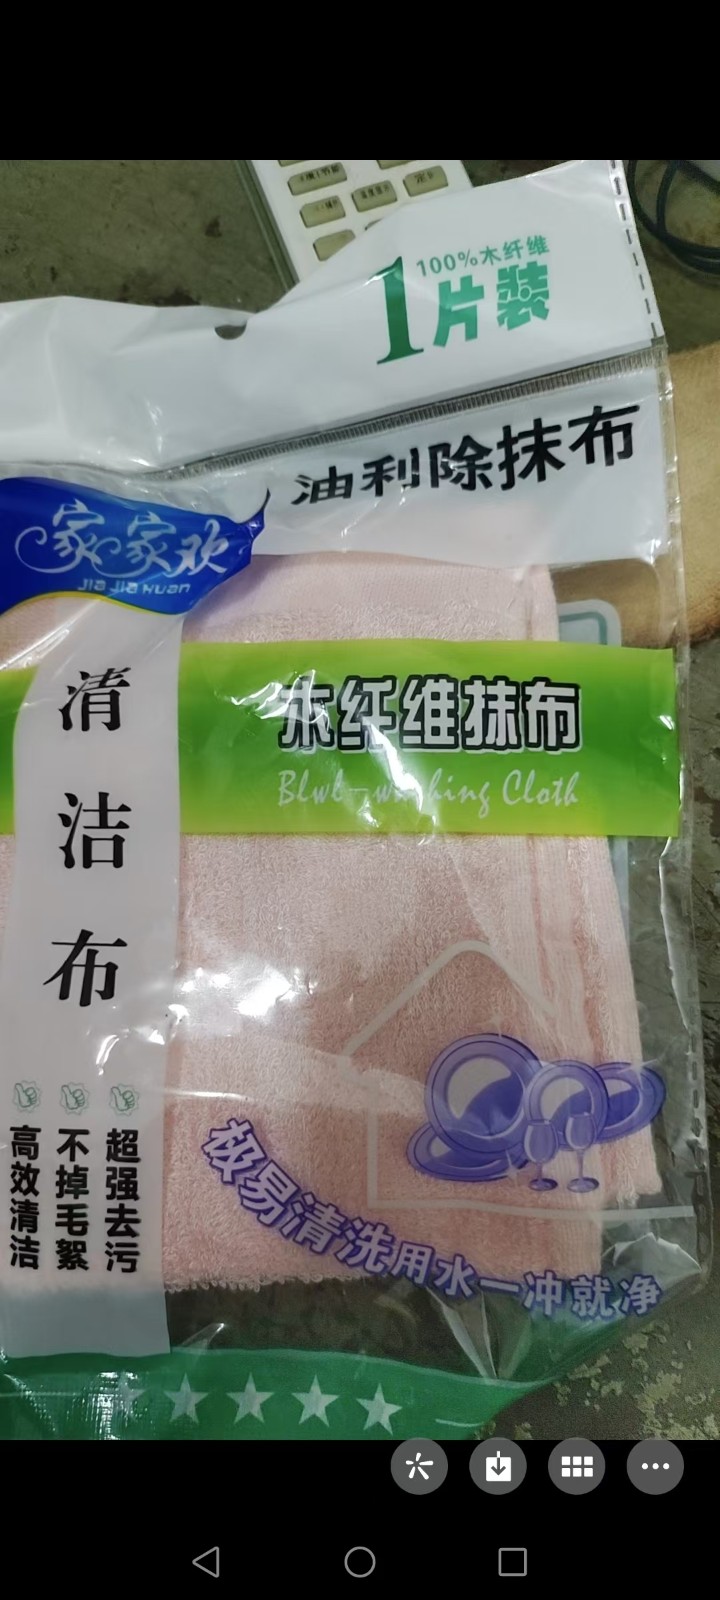 100%木纤维
1片装
油利除抹布
家家欢
JIA JIA HUAN
清洁布
木纤维抹布
Cloth
超强去污
不掉毛絮
高效清洁
极易清洗用水一冲就净